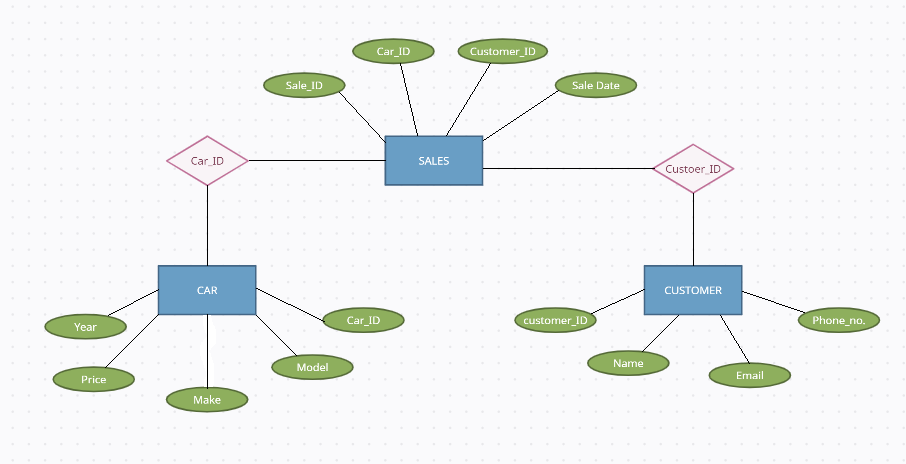 Car_ID
Customer_ID
Sale_ID
Sale Date
Car_ID
SALES
Custoer_ID
CAR
CUSTOMER
Year
Car_ID
customer_ID
Phone_no.
Price
Model
Name
Email
Make